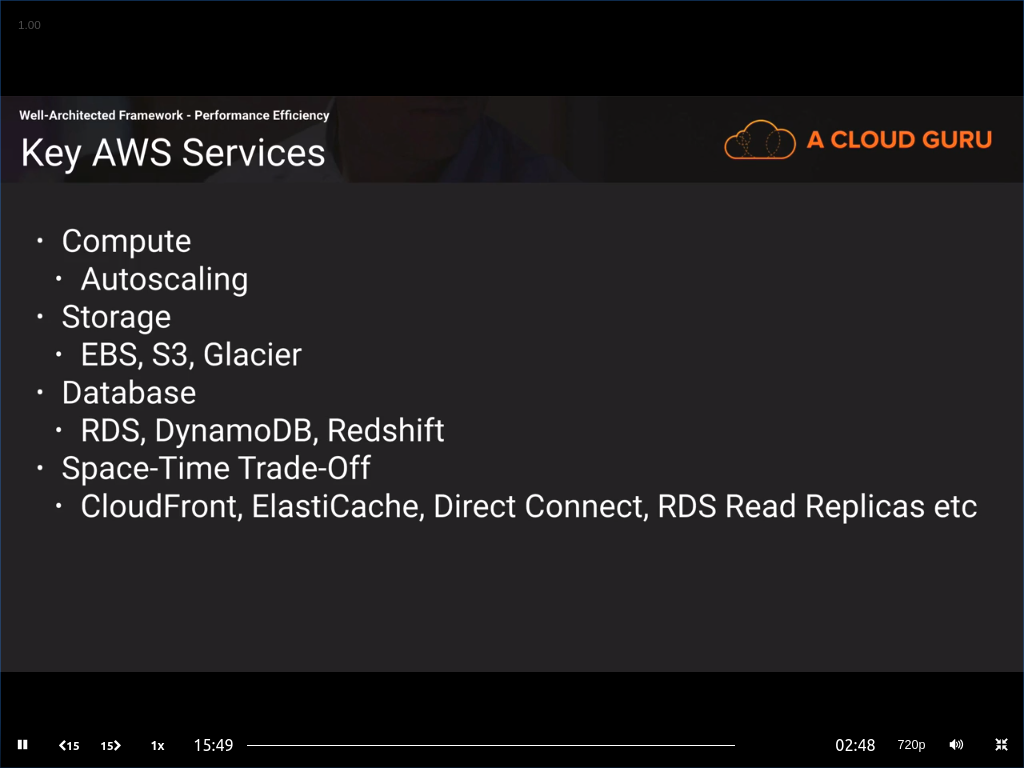 1.00
Well-Architected Framework - Performance Efficiency
Key AWS Services
A CLOUD GURU
• Compute
• Autoscaling
• Storage
• EBS, S3, Glacier
• Database
• RDS, DynamoDB, Redshift
• Space-Time Trade-Off
• CloudFront, ElastiCache, Direct Connect, RDS Read Replicas etc
15 15 1x 15:49 02:48 720p